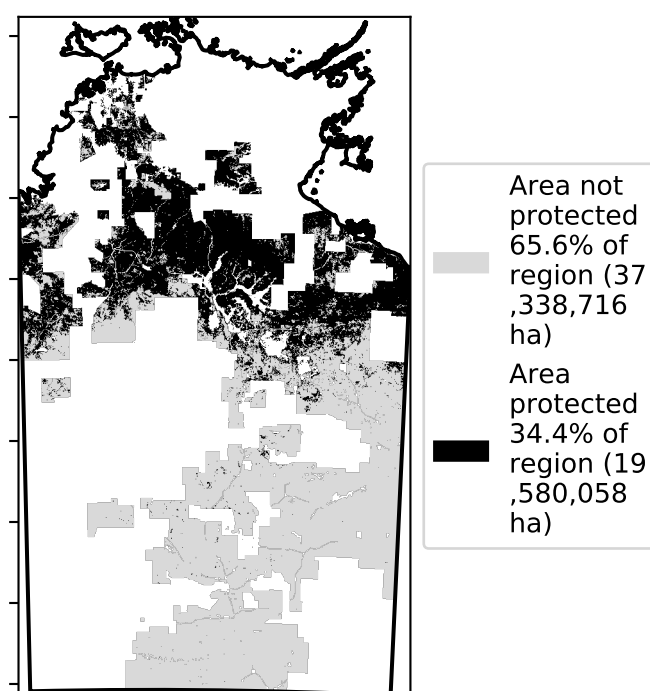 Area not
protected
65.6% of
region (37
,338,716
ha)
Area
protected
34.4% of
region (19
,580,058
ha)